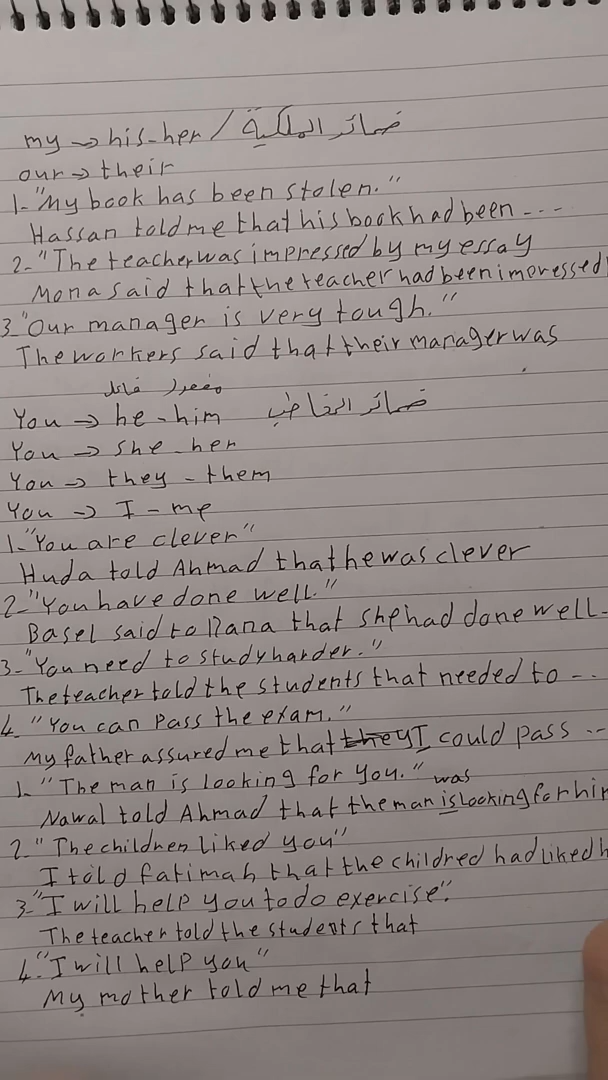 my → his - her / ضمائر الملكية
our → their
1- "My book has been stolen."
Hassan told me that his book had been ---
2- "The teacher was impressed by my essay
Mona said that the teacher had been impressed
3 "Our manager is very tough."
The workers said that their manager was
مفعول فاعل
You → he - him ضمائر المخاطب
You → she - her
You → they - them
You → I - me
1. "You are clever"
Huda told Ahmad that he was clever
2- "You have done well."
Basel said to Rana that she had done well -
3- "You need to study harder."
The teacher told the students that needed to --
4. "You can pass the exam."
My father assured me that they I could pass --
1. "The man is looking for you." was
Nawal told Ahmad that the man is looking for him
2. "The children liked you"
I told fatimah that the childred had liked h
3- "I will help you to do exercise".
The teacher told the students that
4. "I will help you"
My mother told me that